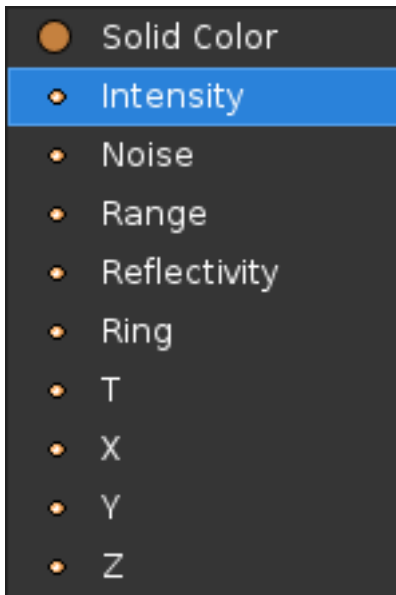 Solid Color
Intensity
Noise
Range
Reflectivity
Ring
T
X
Y
Z